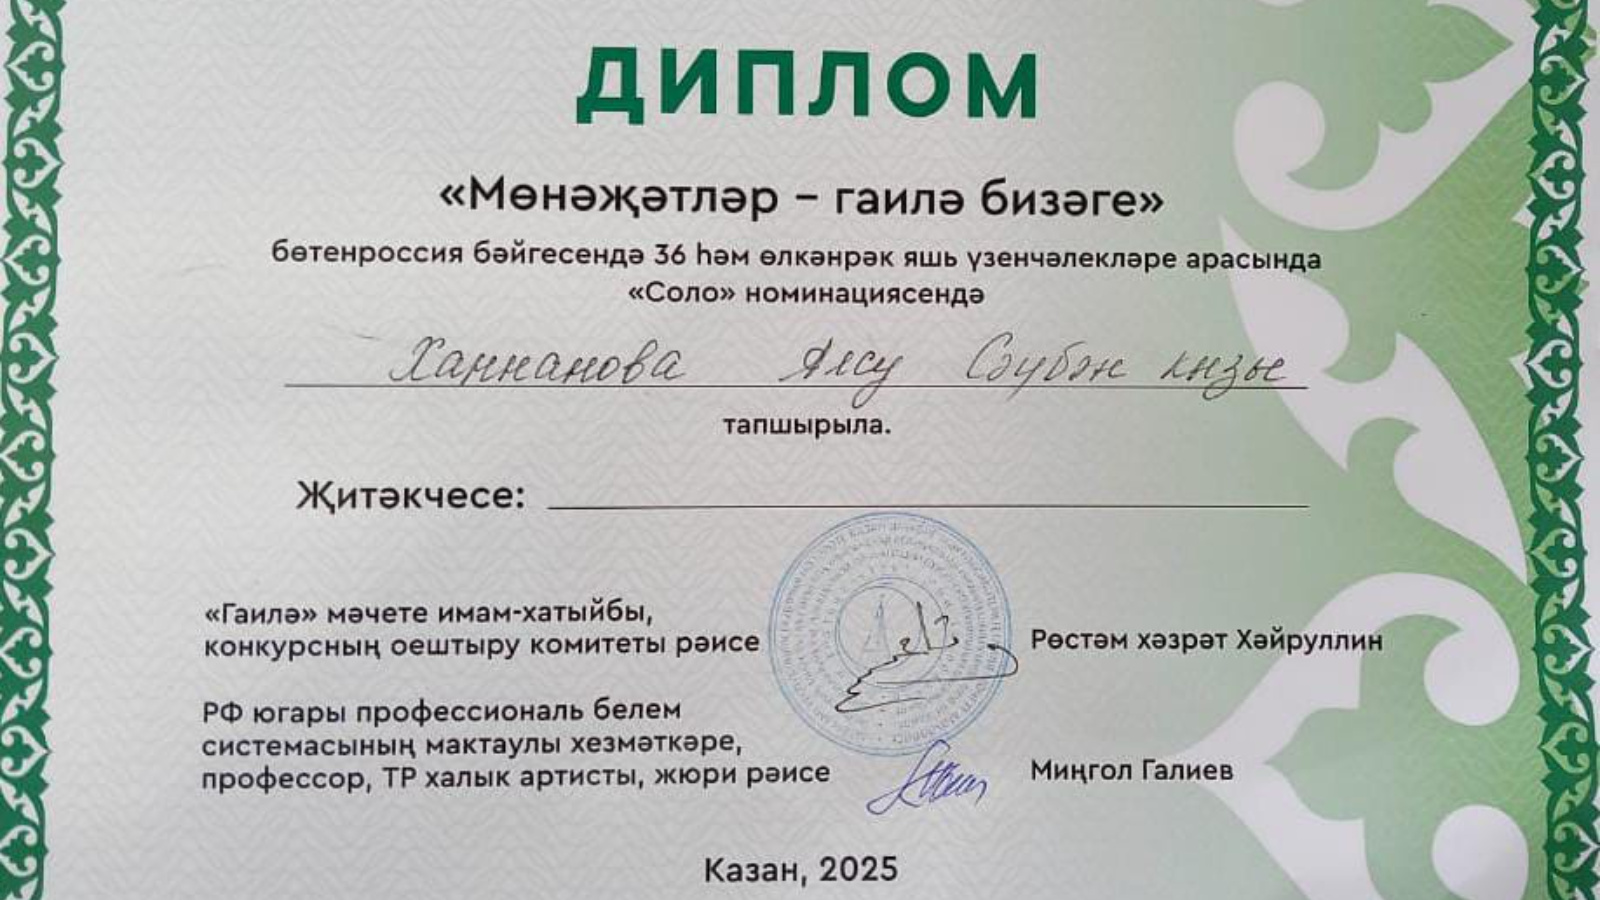 ДИПЛОМ
«Мөнәҗәтләр – гаилә бизәге»
бөтенроссия бәйгесендә 36 һәм өлкәнрәк яшь үзенчәлекләре арасында
«Соло» номинациясендә
Ханнанова Алсу Сәубән кызы
тапшырыла.
Җитәкчесе:
«Гаилә» мәчете имам-хатыйбы,
конкурсның оештыру комитеты рәисе
Рөстәм хәзрәт Хәйруллин
РФ югары профессиональ белем
системасының мактаулы хезмәткәре,
профессор, ТР халык артисты, жюри рәисе
Миңгол Галиев
Казан, 2025